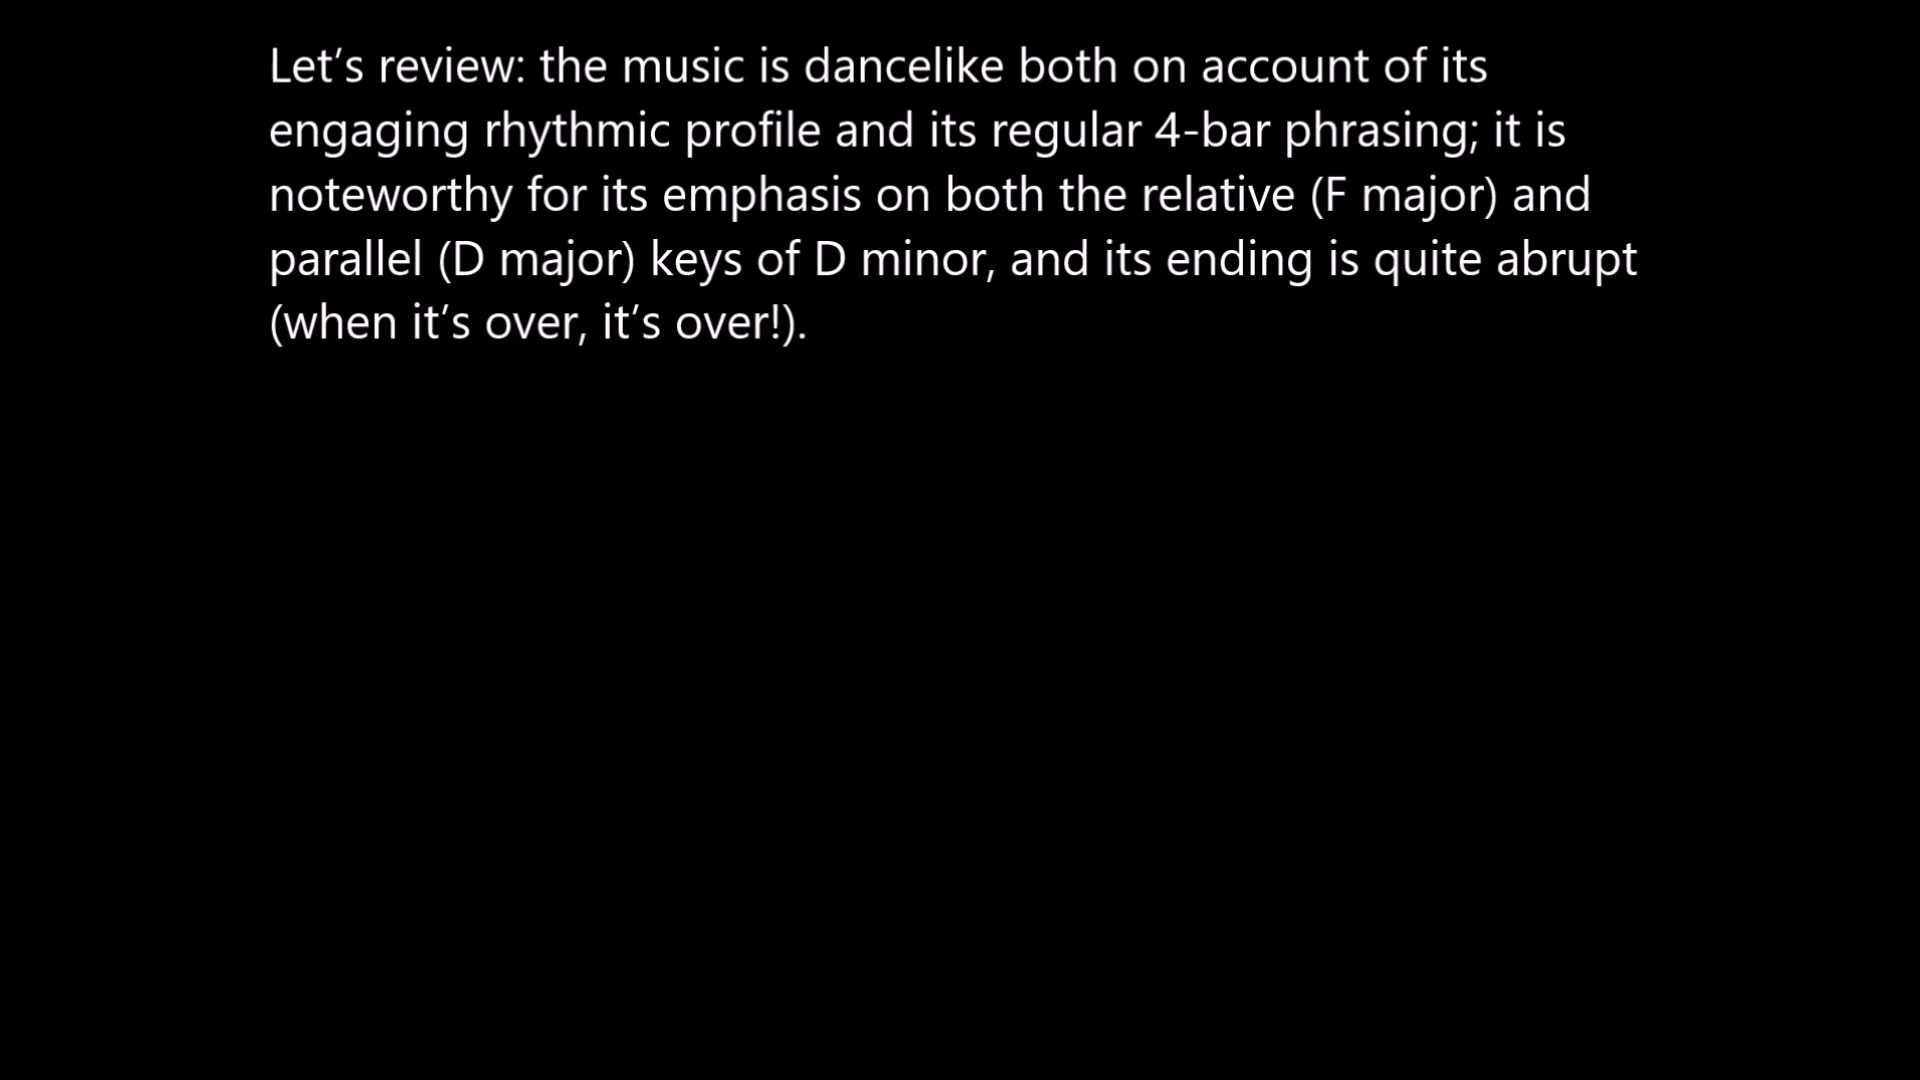 Let’s review: the music is dancelike both on account of its
engaging rhythmic profile and its regular 4-bar phrasing; it is
noteworthy for its emphasis on both the relative (F major) and
parallel (D major) keys of D minor, and its ending is quite abrupt
(when it’s over, it’s over!).